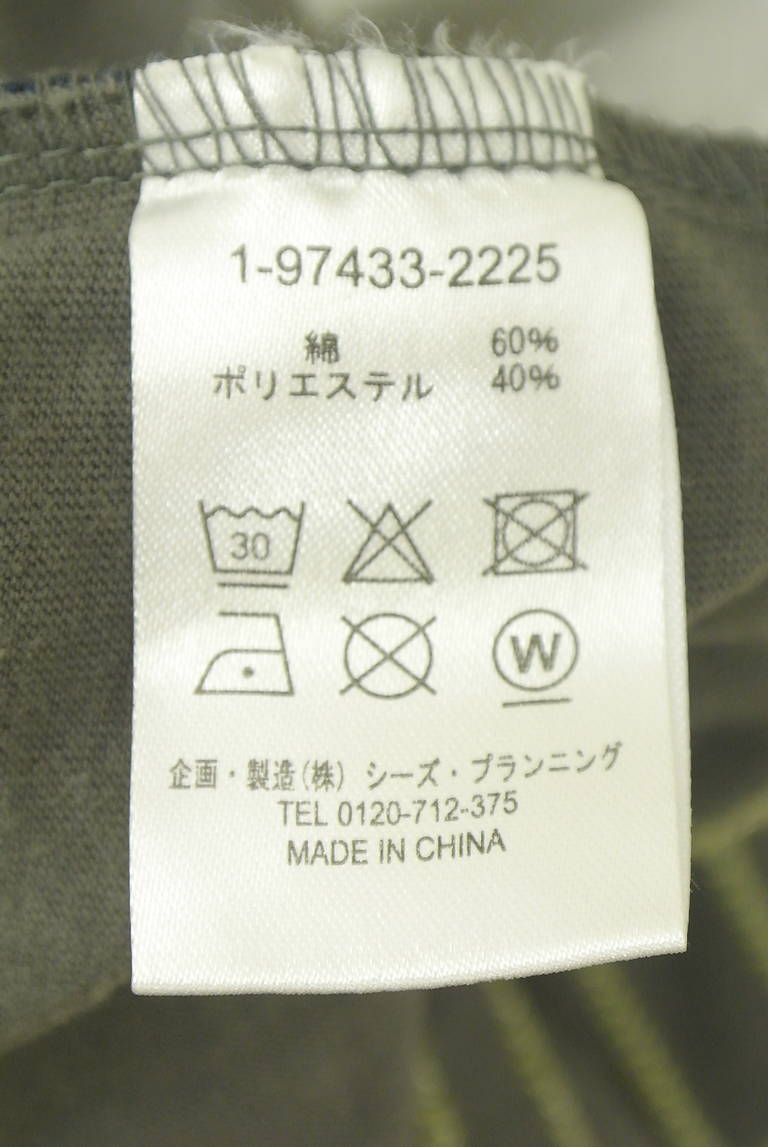 1-97433-2225
綿 60%
ポリエステル 40%
30
W
企画・製造(株) シーズ・プランニング
TEL 0120-712-375
MADE IN CHINA